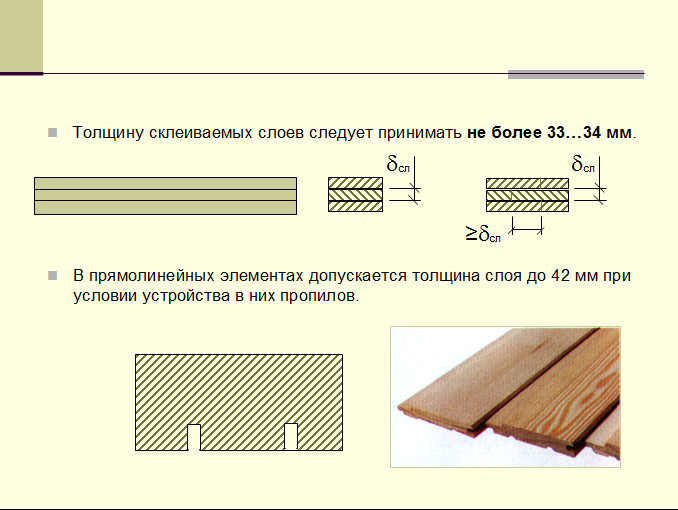 Толщину склеиваемых слоев следует принимать не более 33…34 мм.
δсл δсл
≥δсл
В прямолинейных элементах допускается толщина слоя до 42 мм при
условии устройства в них пропилов.